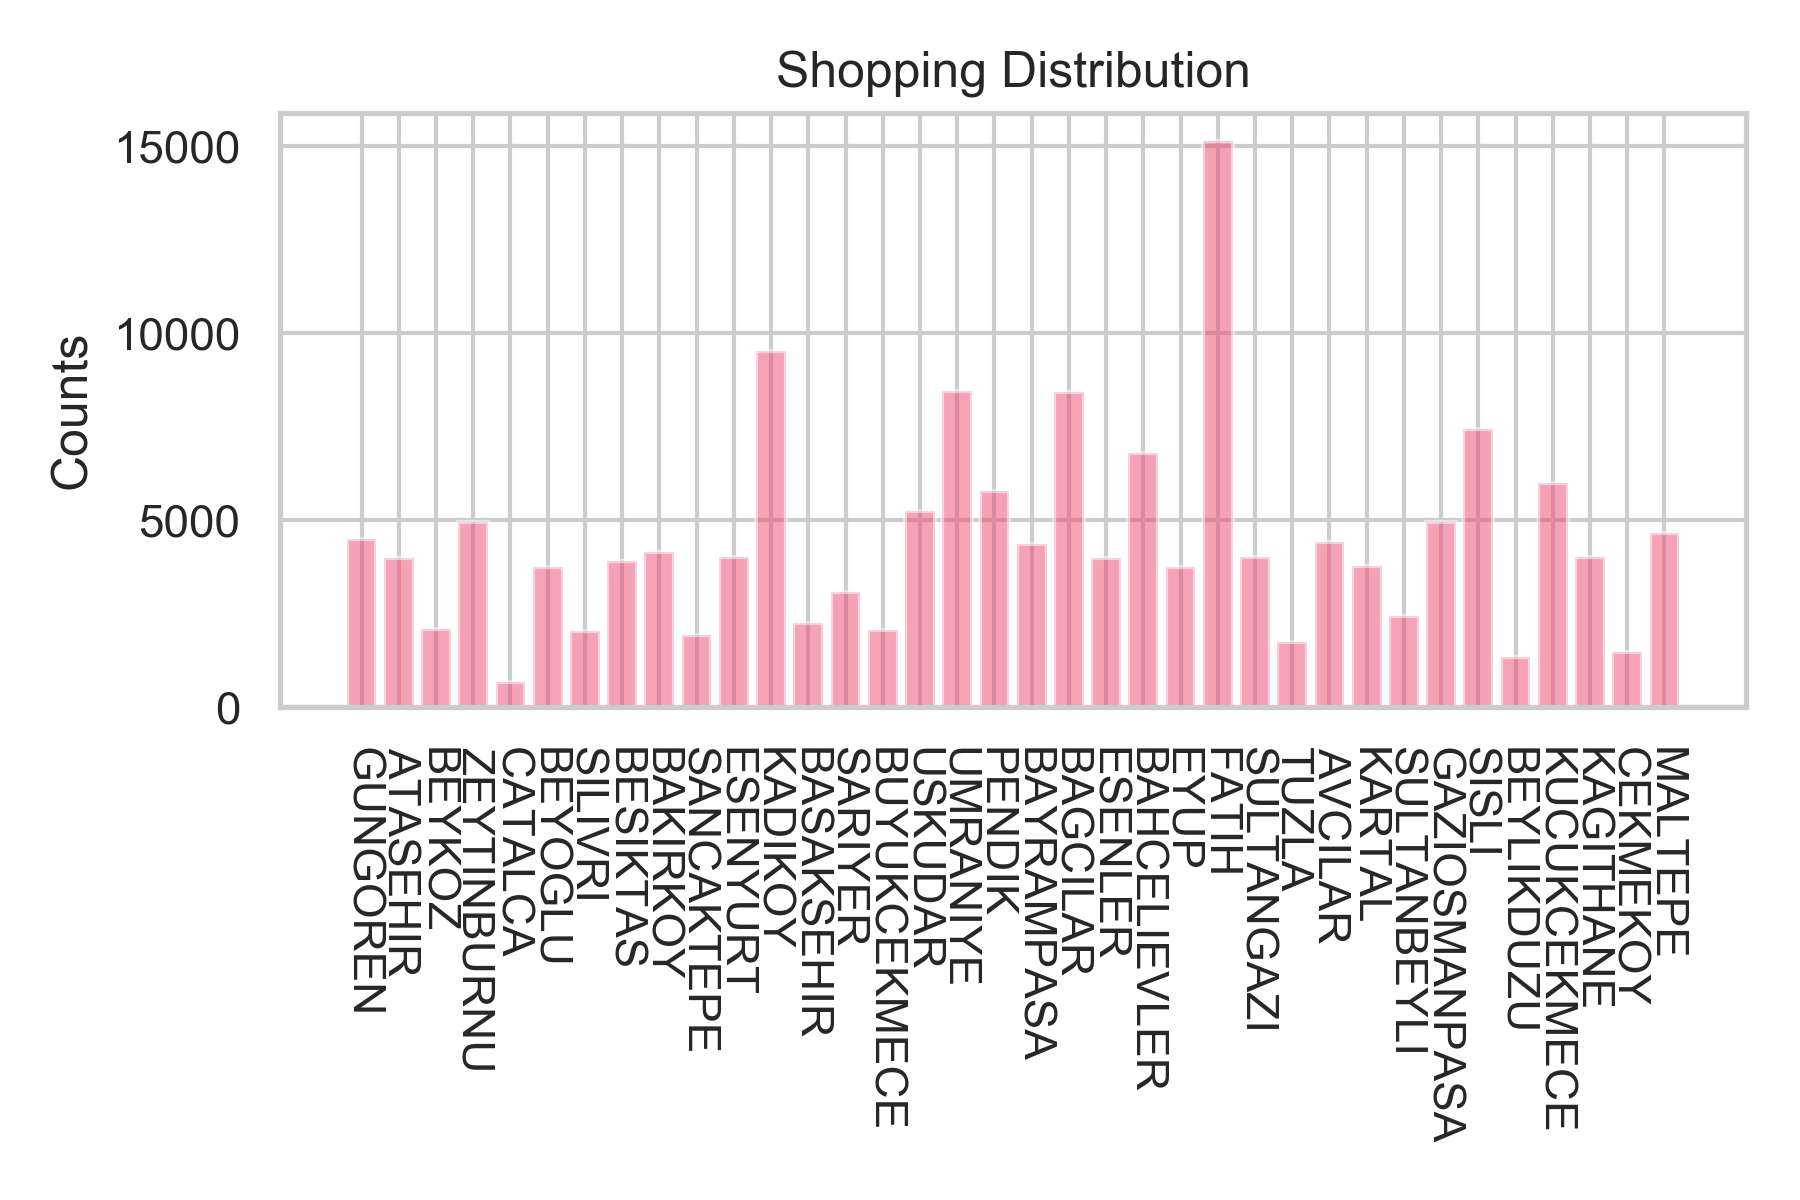 Shopping Distribution
15000
10000
5000
0
Counts
GUNGOREN
ATASEHIR
BEYKOZ
ZEYTINBURNU
CATALCA
BEYOGLU
SILIVRI
BESIKTAS
BAKIRKOY
SANCAKTEPE
ESENYURT
KADIKOY
BASAKSEHIR
SARIYER
BUYUKCEKMECE
USKUDAR
UMRANIYE
PENDIK
BAYRAMPASA
BAGCILAR
ESENLER
BAHCELIEVLER
EYUP
FATIH
SULTANGAZI
TUZLA
AVCILAR
KARTAL
SULTANBEYLI
GAZIOSMANPASA
SISLI
BEYLIKDUZU
KUCUKCEKMECE
KAGITHANE
CEKMEKOY
MALTEPE